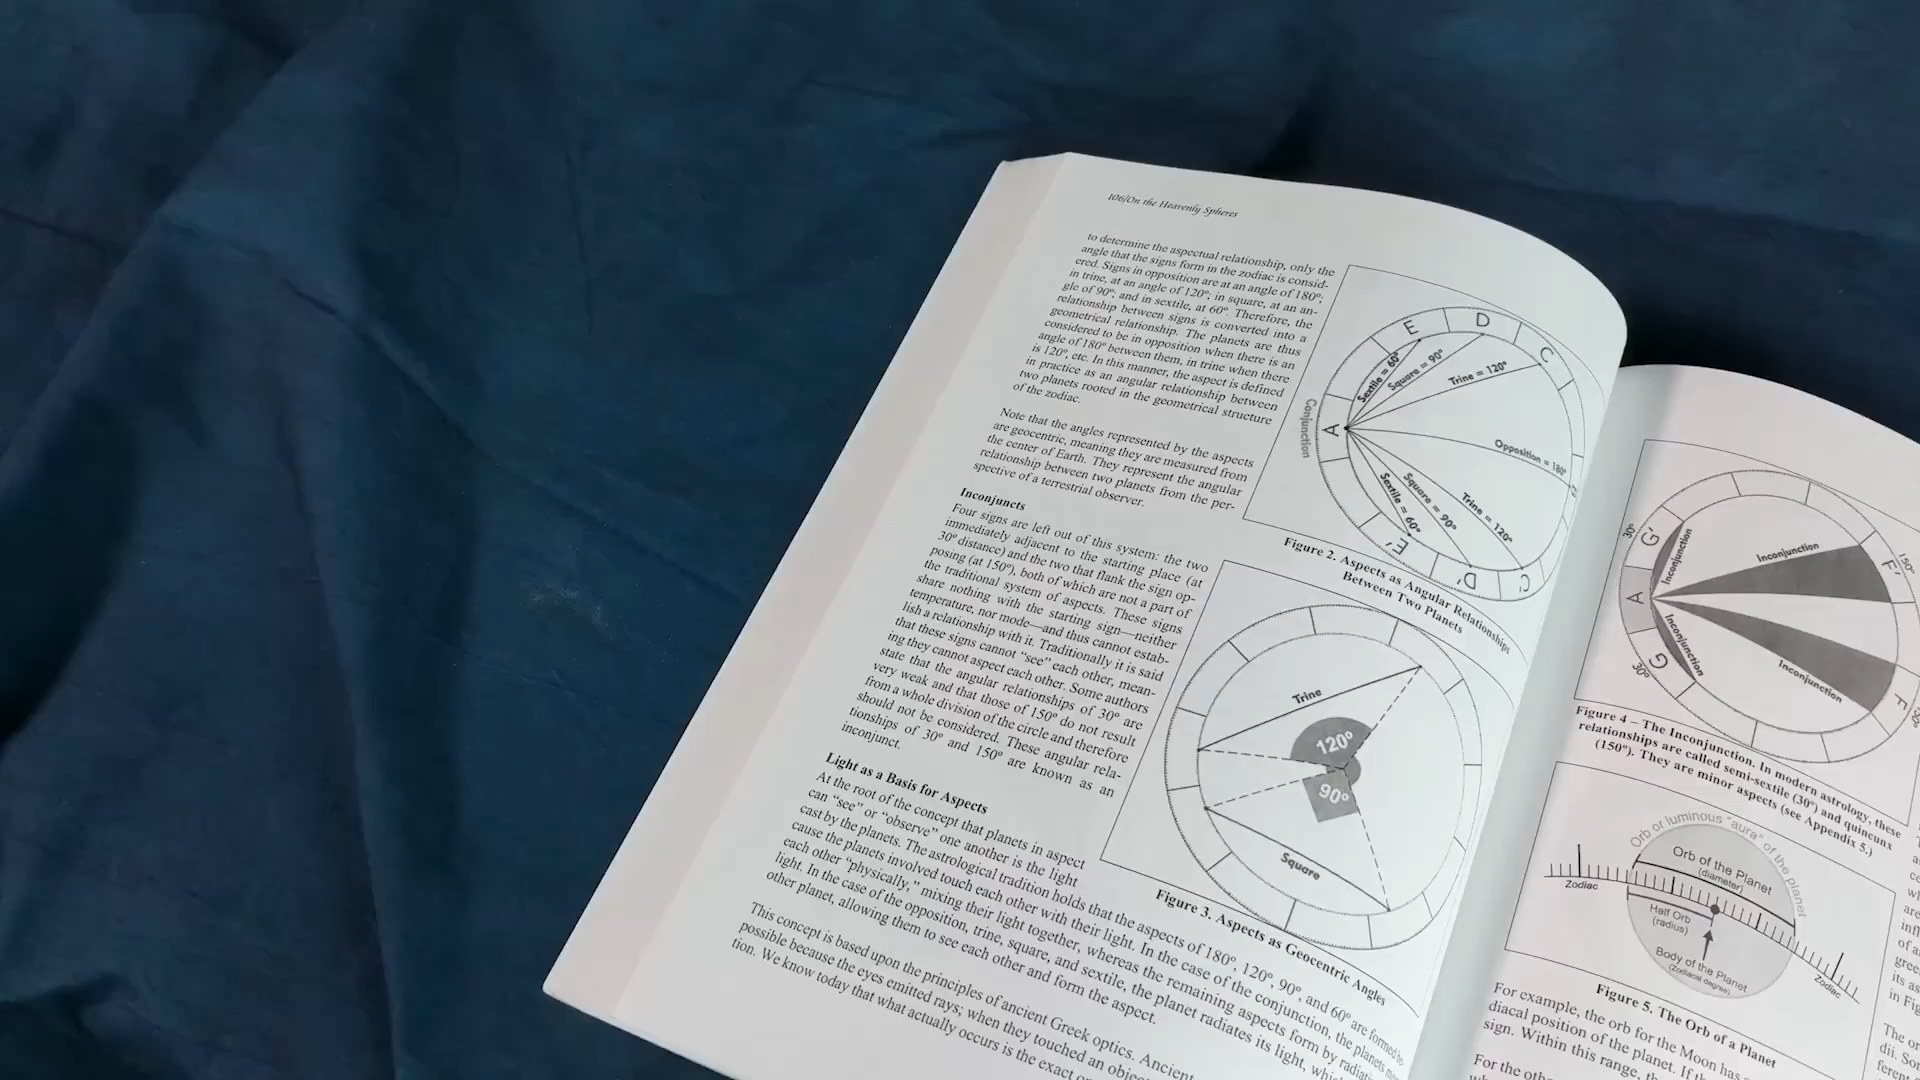 106/On the Heavenly Spheres
to determine the aspectual relationship, only the
angle that the signs form in the zodiac is consid-
ered. Signs in opposition are at an angle of 180°;
in trine, at an angle of 120°; in square, at an an-
gle of 90°; and in sextile, at 60°. Therefore, the
relationship between signs is converted into a
geometrical relationship. The planets are thus
considered to be in opposition when there is an
angle of 180° between them, in trine when there
is 120°, etc. In this manner, the aspect is defined
in practice as an angular relationship between
two planets rooted in the geometrical structure
of the zodiac.
Note that the angles represented by the aspects
are geocentric, meaning they are measured from
the center of Earth. They represent the angular
relationship between two planets from the per-
spective of a terrestrial observer.
Inconjuncts
Four signs are left out of this system: the two
immediately adjacent to the starting place (at
30° distance) and the two that flank the sign op-
posing (at 150°), both of which are not a part of
the traditional system of aspects. These signs
share nothing with the starting sign—neither
temperature, nor mode—and thus cannot estab-
lish a relationship with it. Traditionally it is said
that these signs cannot "see" each other, mean-
ing they cannot aspect each other. Some authors
state that the angular relationships of 30° are
very weak and that those of 150° do not result
from a whole division of the circle and therefore
should not be considered. These angular rela-
tionships of 30° and 150° are known as an
inconjunct.
Light as a Basis for Aspects
At the root of the concept that planets in aspect
can "see" or "observe" one another is the light
cast by the planets. The astrological tradition holds that the aspects of 180°, 120°, 90°, and 60° are formed be-
cause the planets involved touch each other with their light. In the case of the conjunction, the planets
each other "physically," mixing their light together, whereas the remaining aspects form by radiati
light. In the case of the opposition, trine, square, and sextile, the planet radiates its light, whic
other planet, allowing them to see each other and form the aspect.
This concept is based upon the principles of ancient Greek optics. Ancient
possible because the eyes emitted rays; when they touched an objec
tion. We know today that what actually occurs is the exact o
E
D
C
A
Conjunction
Sextile = 60°
Square = 90°
Trine = 120°
Opposition = 180°
Trine = 120°
Square = 90°
Sextile = 60°
E'
D'
C'
Figure 2. Aspects as Angular Relationships
Between Two Planets
Trine
120°
90°
Square
Figure 3. Aspects as Geocentric Angles
30°
G'
Inconjunction
Inconjunction
F'
150°
A
G
30°
Inconjunction
Inconjunction
F
150°
Figure 4 – The Inconjunction. In modern astrology, these
relationships are called semi-sextile (30°) and quincunx
(150°). They are minor aspects (see Appendix 5.)
Orb or luminous "aura" of the planet
Orb of the Planet
(diameter)
Zodiac
Half Orb
(radius)
Body of the Planet
(Zodiacal degree)
Zodiac
Figure 5. The Orb of a Planet
For example, the orb for the Moon has
diacal position of the planet. If th
sign. Within this range, th
For the oth
are
infl
of a
gree
its as
in Fig
The or
dii. So